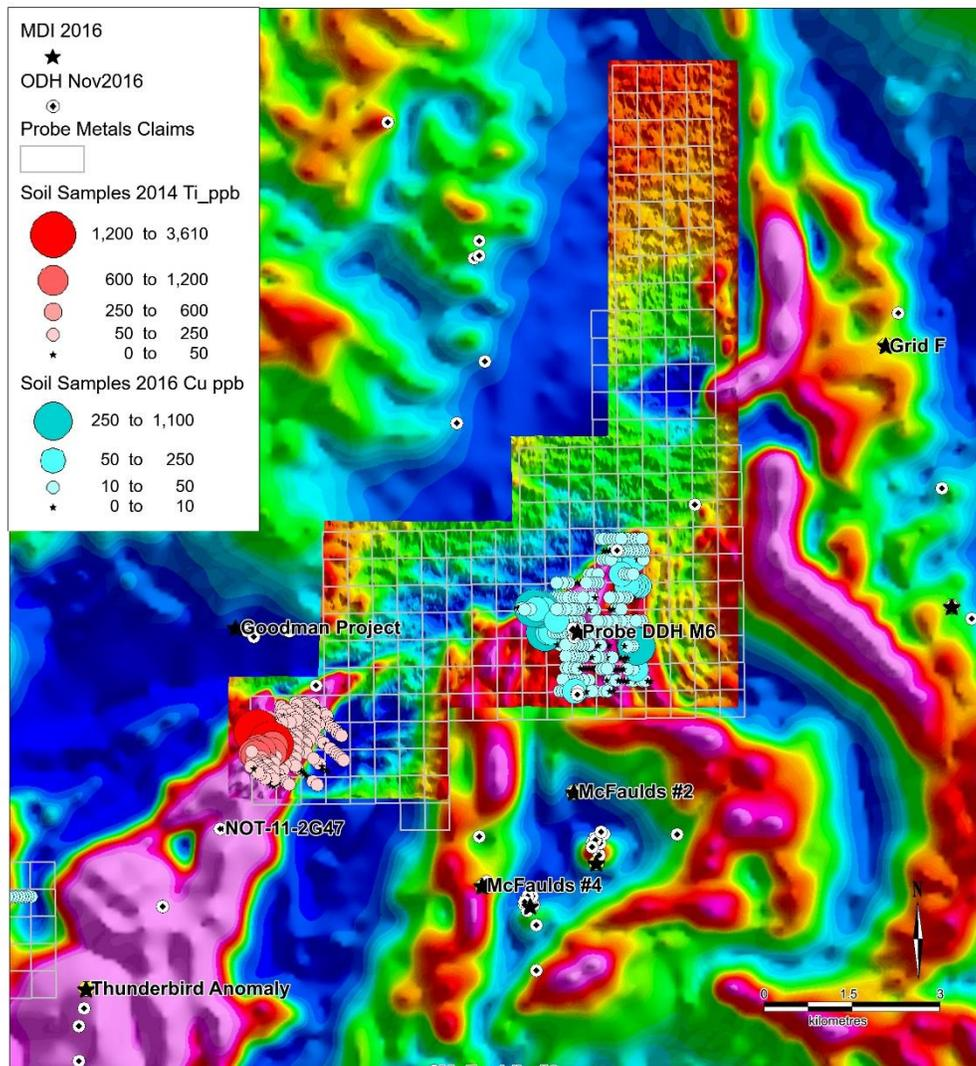 MDI 2016
ODH Nov2016
Probe Metals Claims
Soil Samples 2014 Ti_ppb
1,200 to 3,610
600 to 1,200
250 to 600
50 to 250
0 to 50
Soil Samples 2016 Cu ppb
250 to 1,100
50 to 250
10 to 50
0 to 10
Grid F
Goodman Project
Probe DDH M6
McFaulds #2
NOT-11-2G47
McFaulds #4
N
Thunderbird Anomaly
0 1.5 3
kilometres